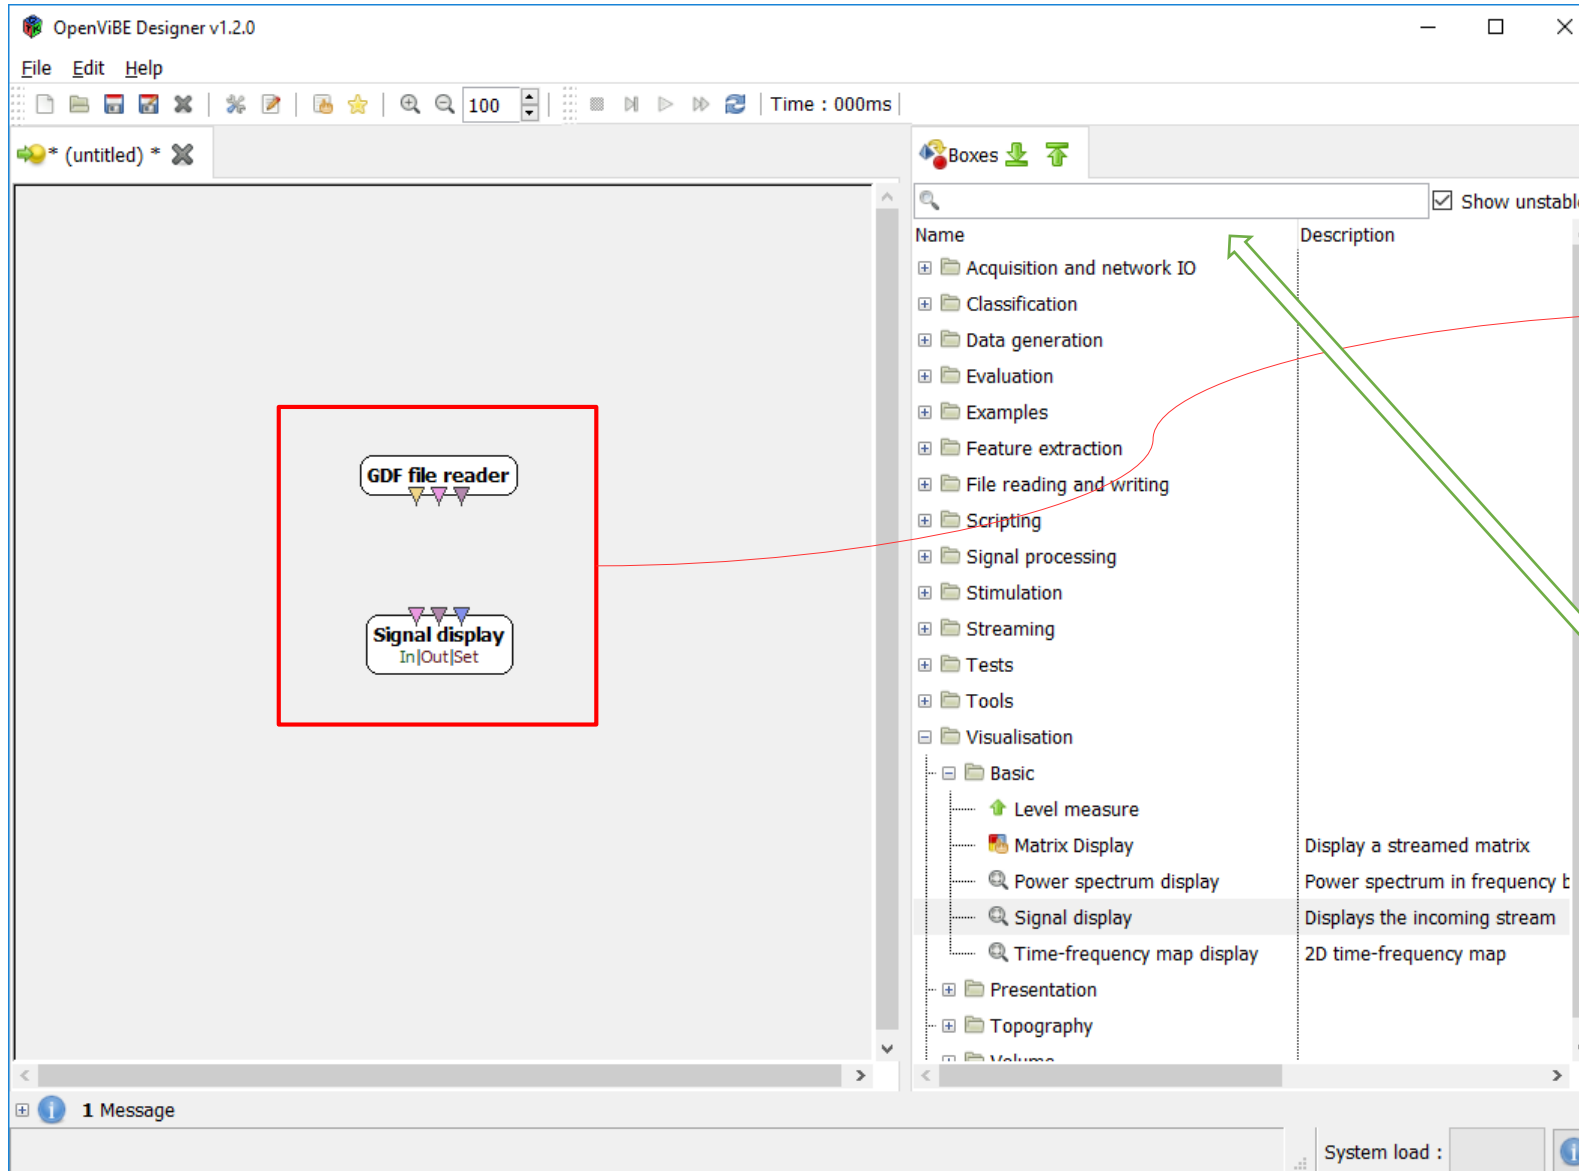 OpenViBE Designer v1.2.0
File Edit Help
100 Time : 000ms
* (untitled) *
Boxes
Show unstable
Name Description
Acquisition and network IO
Classification
Data generation
Evaluation
Examples
Feature extraction
File reading and writing
Scripting
Signal processing
Stimulation
Streaming
Tests
Tools
Visualisation
Basic
Level measure
Matrix Display Display a streamed matrix
Power spectrum display Power spectrum in frequency b
Signal display Displays the incoming stream
Time-frequency map display 2D time-frequency map
Presentation
Topography
Volume
GDF file reader
Signal display
In|Out|Set
1 Message
System load :